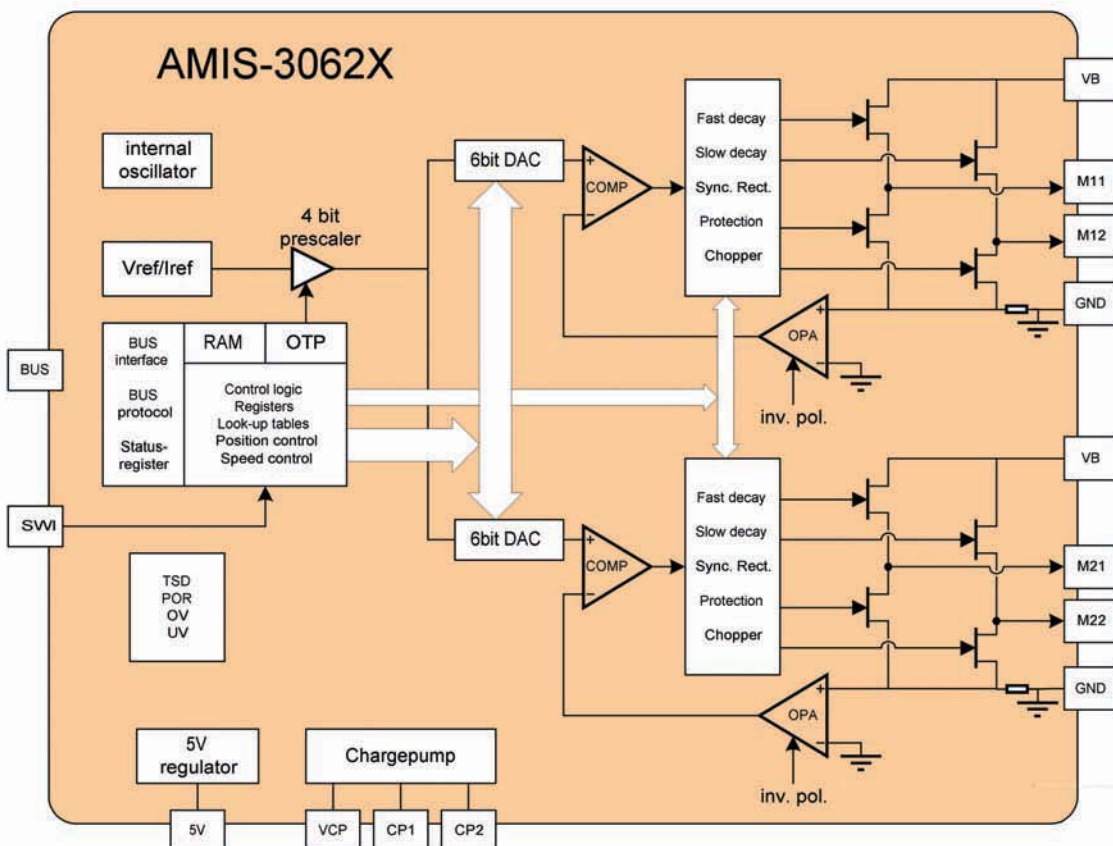 AMIS-3062X
internal
oscillator
4 bit
prescaler
Vref/Iref
BUS
interface
BUS
protocol
Status-
register
RAM
OTP
Control logic
Registers
Look-up tables
Position control
Speed control
BUS
SWI
TSD
POR
OV
UV
5V
regulator
5V
Chargepump
VCP
CP1
CP2
6bit DAC
+
COMP
−
Fast decay
Slow decay
Sync. Rect.
Protection
Chopper
OPA
+
−
inv. pol.
VB
M11
M12
GND
6bit DAC
+
COMP
−
Fast decay
Slow decay
Sync. Rect.
Protection
Chopper
OPA
+
−
inv. pol.
VB
M21
M22
GND